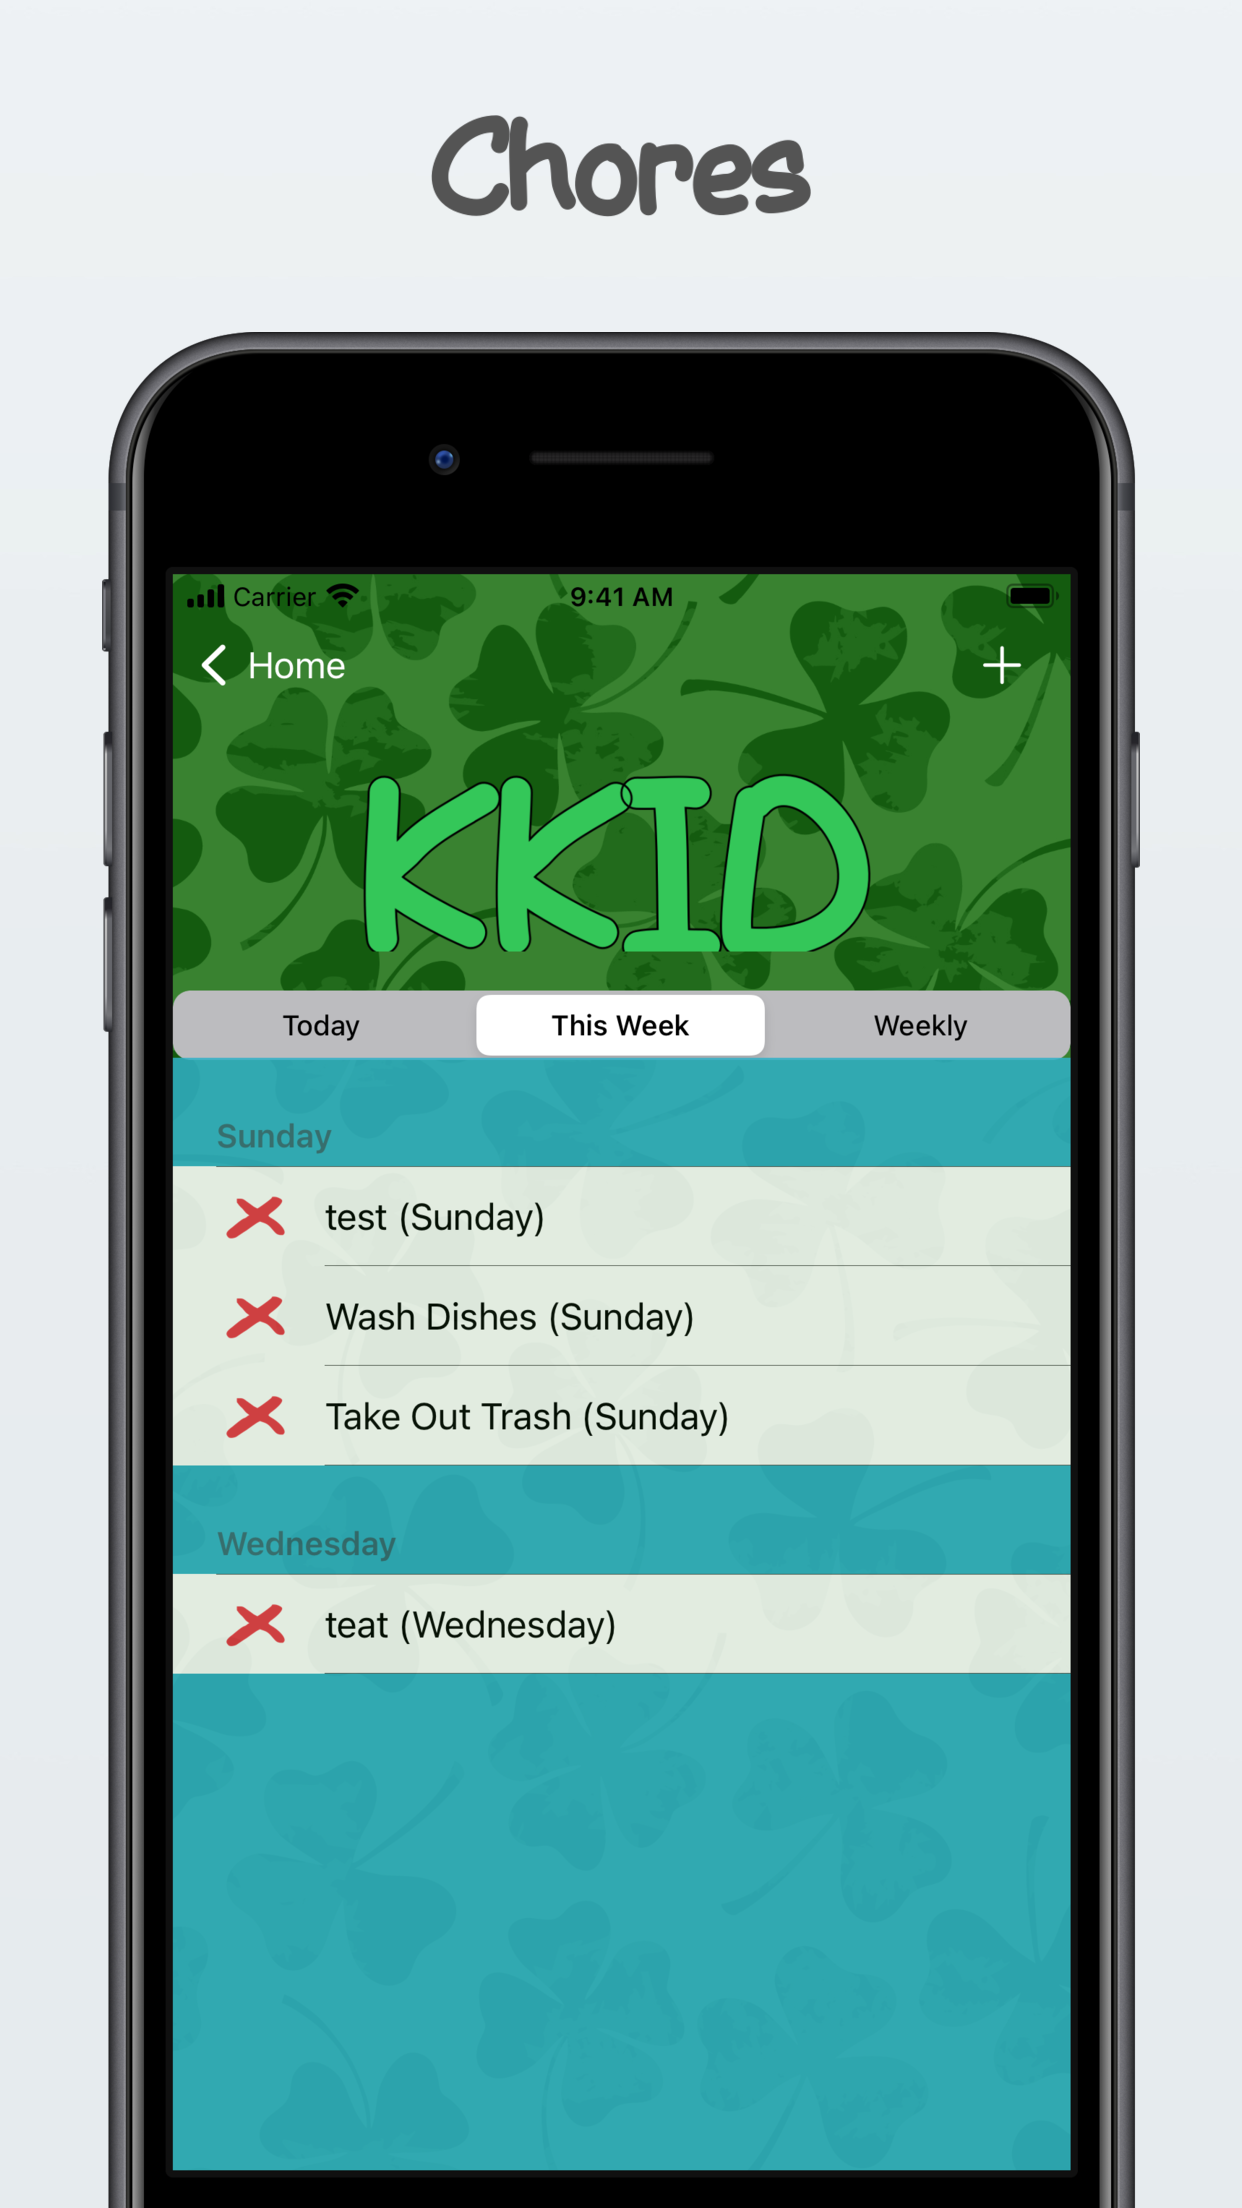 Chores
Carrier 9:41 AM
Home
KKID
Today This Week Weekly
Sunday
test (Sunday)
Wash Dishes (Sunday)
Take Out Trash (Sunday)
Wednesday
teat (Wednesday)